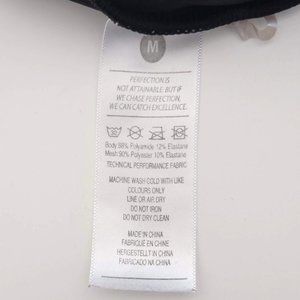 M
PERFECTION IS
NOT ATTAINABLE. BUT IF
WE CHASE PERFECTION,
WE CAN CATCH EXCELLENCE.
Body 88% Polyamide 12% Elastane
Mesh 90% Polyester 10% Elastane
TECHNICAL PERFORMANCE FABRIC
MACHINE WASH COLD WITH LIKE
COLOURS ONLY
LINE OR AIR DRY
DO NOT IRON
DO NOT DRY CLEAN
MADE IN CHINA
FABRIQUÉ EN CHINE
HERGESTELLT IN CHINA
FABRICADO NA CHINA